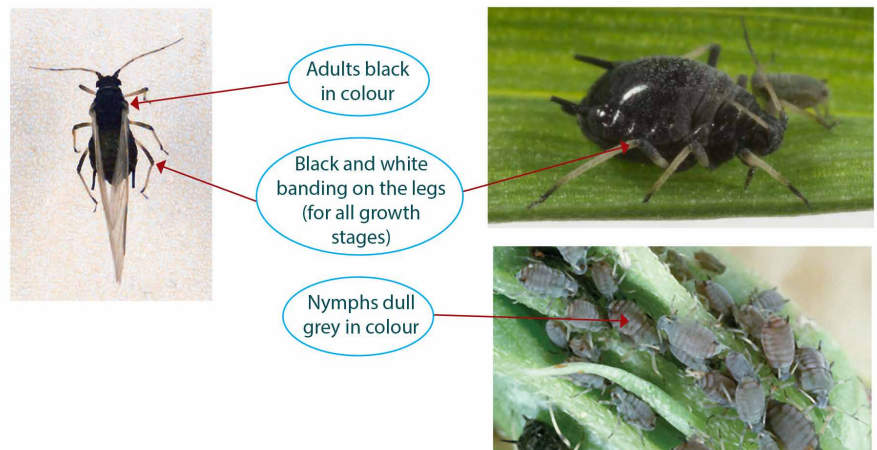 Adults black
in colour
Black and white
banding on the legs
(for all growth
stages)
Nymphs dull
grey in colour